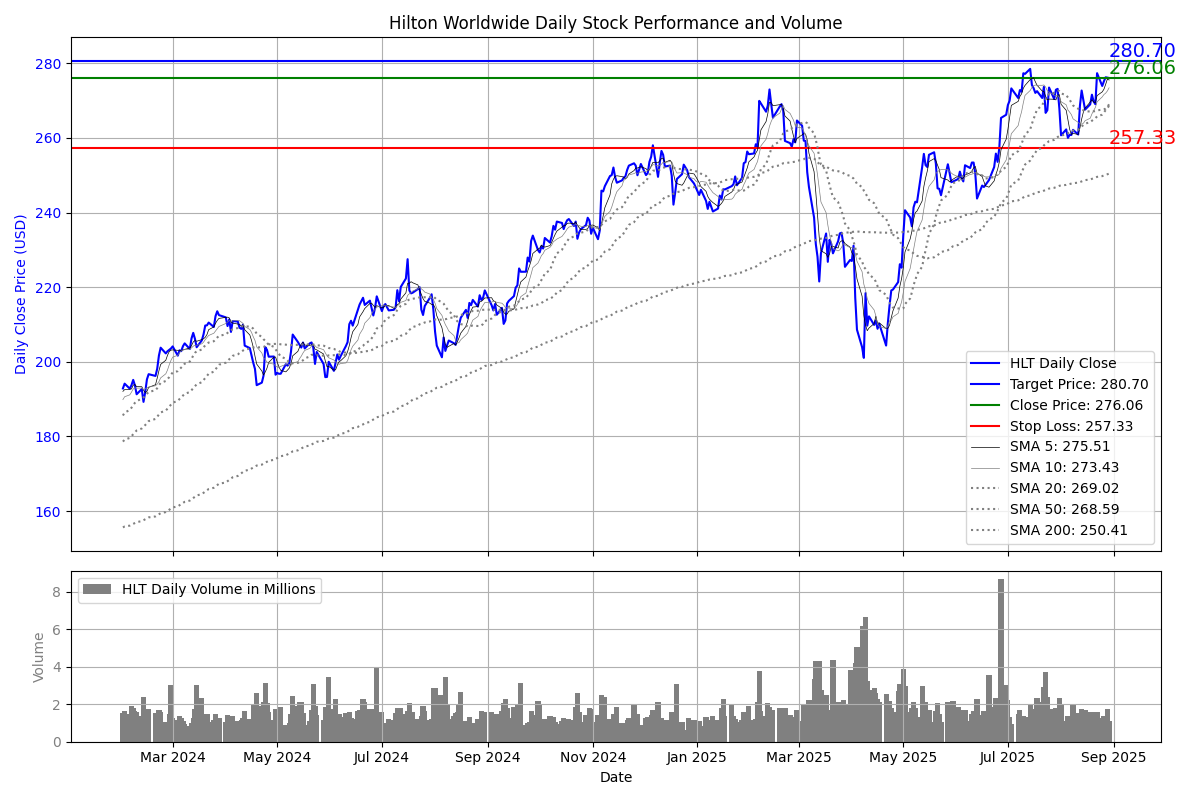 Hilton Worldwide Daily Stock Performance and Volume
280.70
276.06
257.33
280
260
240
220
200
180
160
Daily Close Price (USD)
HLT Daily Close
Target Price: 280.70
Close Price: 276.06
Stop Loss: 257.33
SMA 5: 275.51
SMA 10: 273.43
SMA 20: 269.02
SMA 50: 268.59
SMA 200: 250.41
HLT Daily Volume in Millions
8
6
4
2
0
Volume
Mar 2024
May 2024
Jul 2024
Sep 2024
Nov 2024
Jan 2025
Mar 2025
May 2025
Jul 2025
Sep 2025
Date